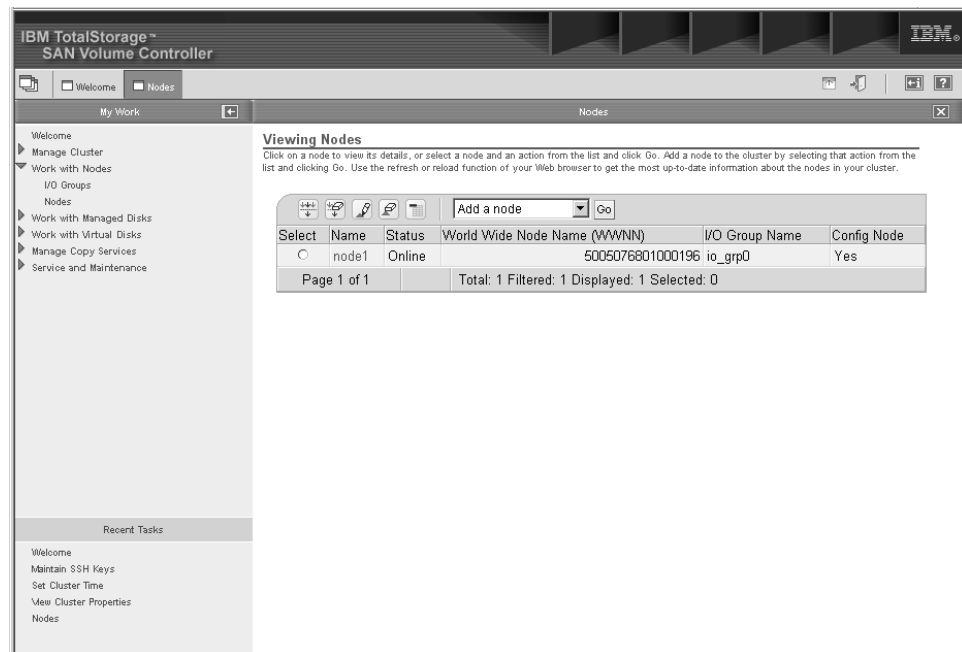 IBM TotalStorage™
SAN Volume Controller
IBM®
Welcome
Nodes
My Work
Nodes
Welcome
Manage Cluster
Work with Nodes
I/O Groups
Nodes
Work with Managed Disks
Work with Virtual Disks
Manage Copy Services
Service and Maintenance
Viewing Nodes
Click on a node to view its details, or select a node and an action from the list and click Go. Add a node to the cluster by selecting that action from the
list and clicking Go. Use the refresh or reload function of your Web browser to get the most up-to-date information about the nodes in your cluster.
Add a node Go
Select Name Status World Wide Node Name (WWNN) I/O Group Name Config Node
node1 Online 5005076801000196 io_grp0 Yes
Page 1 of 1 Total: 1 Filtered: 1 Displayed: 1 Selected: 0
Recent Tasks
Welcome
Maintain SSH Keys
Set Cluster Time
View Cluster Properties
Nodes